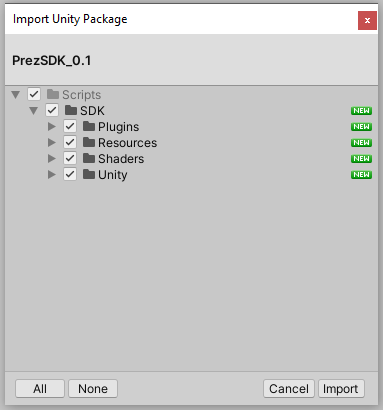 Import Unity Package
x
PrezSDK_0.1
Scripts
SDK NEW
Plugins NEW
Resources NEW
Shaders NEW
Unity NEW
All None Cancel Import